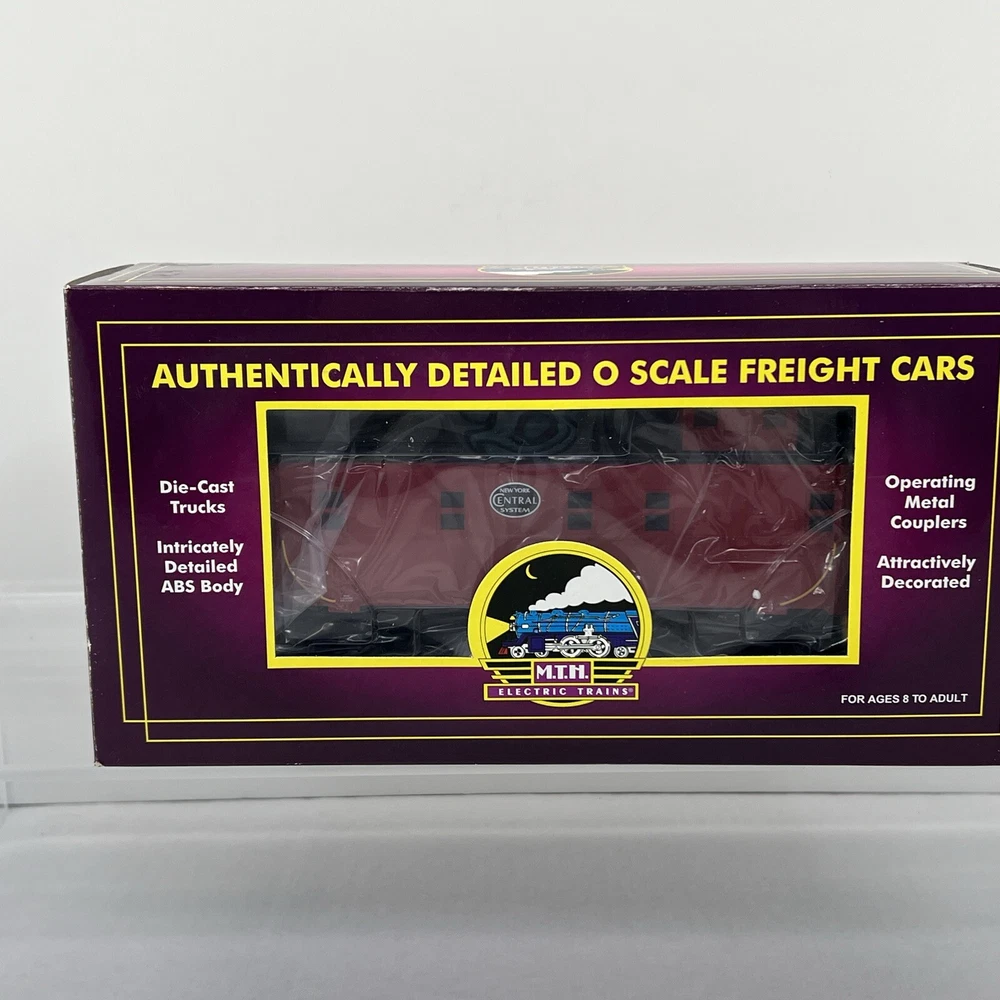 AUTHENTICALLY DETAILED O SCALE FREIGHT CARS
Die-Cast
Trucks
Intricately
Detailed
ABS Body
NEW YORK
CENTRAL
SYSTEM
Operating
Metal
Couplers
Attractively
Decorated
M.T.H.
ELECTRIC TRAINS®
FOR AGES 8 TO ADULT